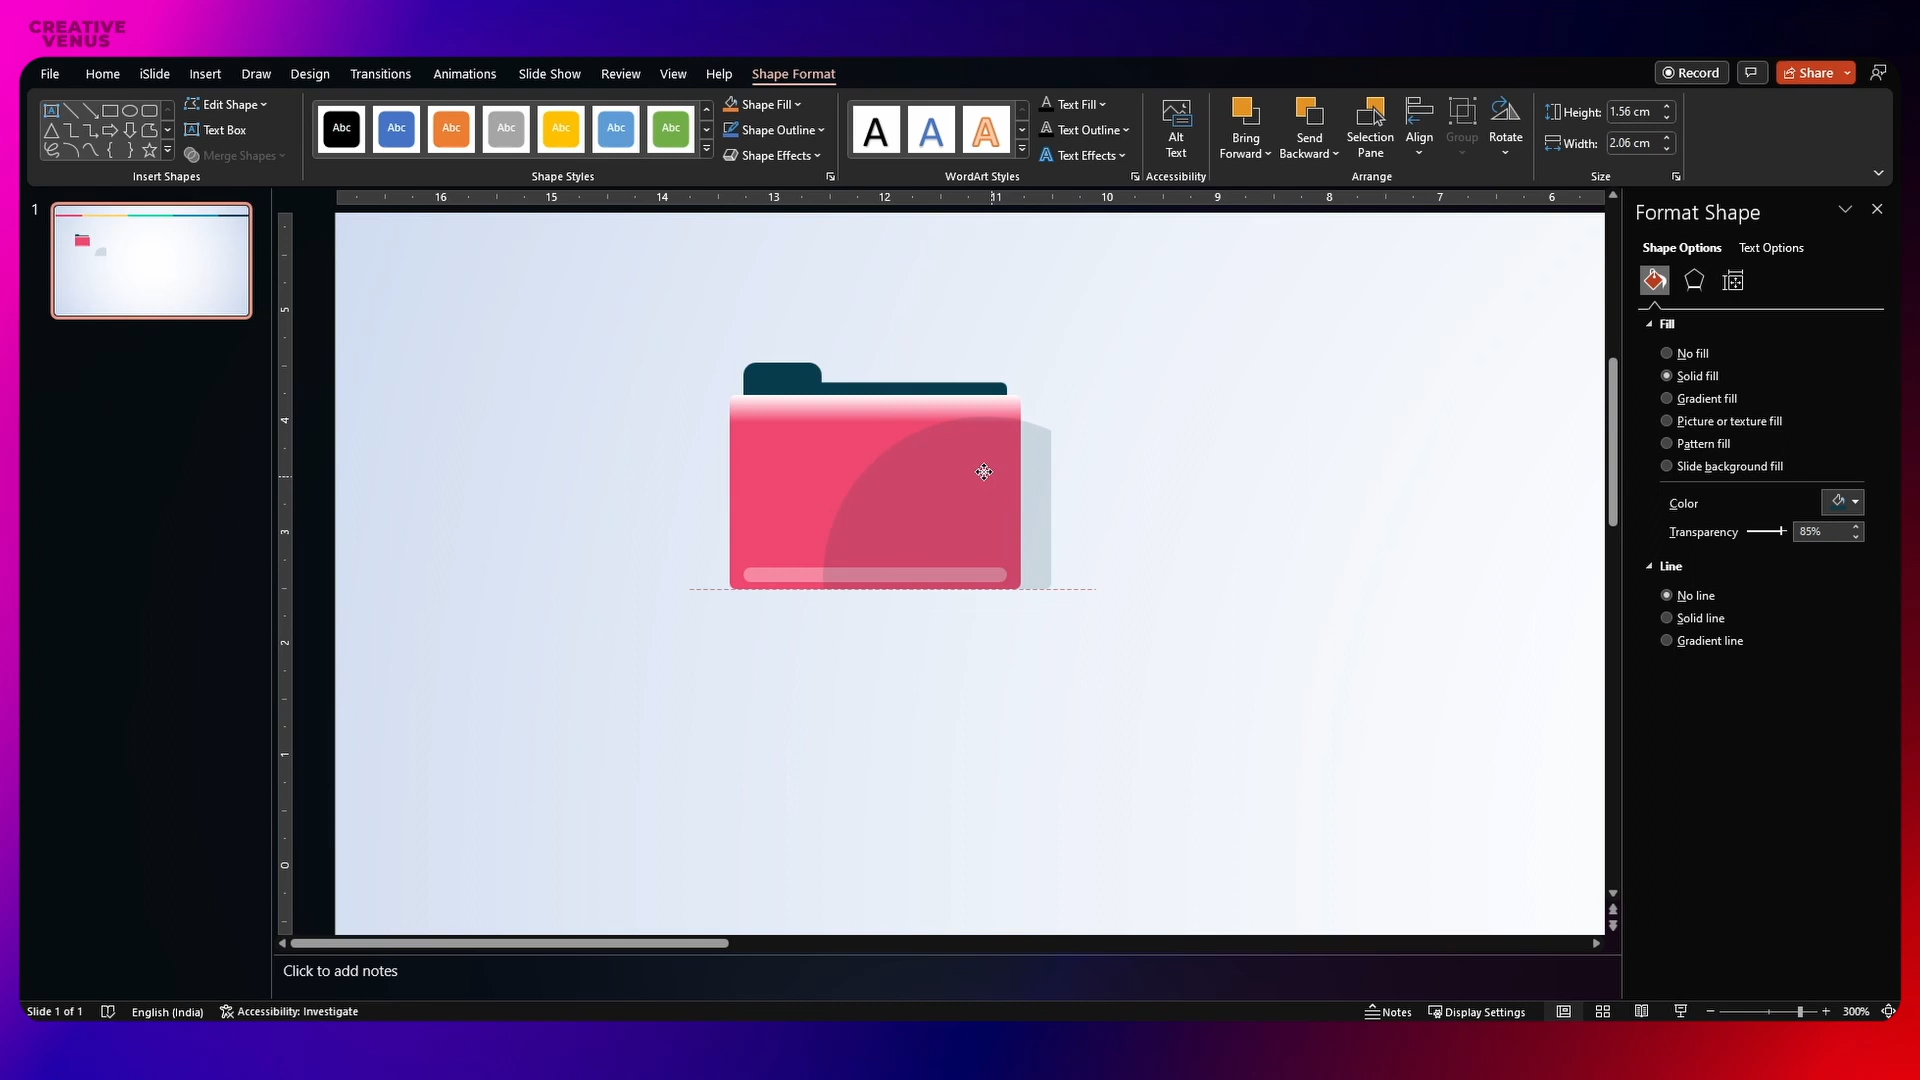 CREATIVE
VENUS
File Home iSlide Insert Draw Design Transitions Animations Slide Show Review View Help Shape Format
Record Share
Edit Shape
Text Box
Merge Shapes
Insert Shapes
Abc Abc Abc Abc Abc Abc Abc
Shape Fill
Shape Outline
Shape Effects
Shape Styles
A A A
Text Fill
Text Outline
Text Effects
WordArt Styles
Alt
Text
Accessibility
Bring
Forward
Send
Backward
Selection
Pane
Align
Group
Rotate
Arrange
Height: 1.56 cm
Width: 2.06 cm
Size
1
16 15 14 13 12 11 10 9 8 7 6
5
4
3
2
1
0
Format Shape
Shape Options Text Options
Fill
No fill
Solid fill
Gradient fill
Picture or texture fill
Pattern fill
Slide background fill
Color
Transparency 85%
Line
No line
Solid line
Gradient line
Click to add notes
Slide 1 of 1 English (India) Accessibility: Investigate Notes Display Settings 300%